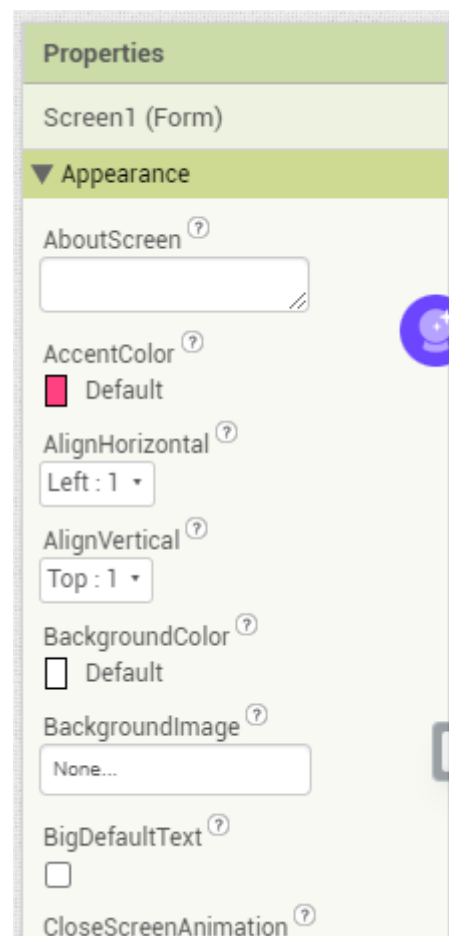 Properties
Screen1 (Form)
Appearance
AboutScreen ?
AccentColor ?
Default
AlignHorizontal ?
Left : 1
AlignVertical ?
Top : 1
BackgroundColor ?
Default
BackgroundImage ?
None...
BigDefaultText ?
CloseScreenAnimation ?